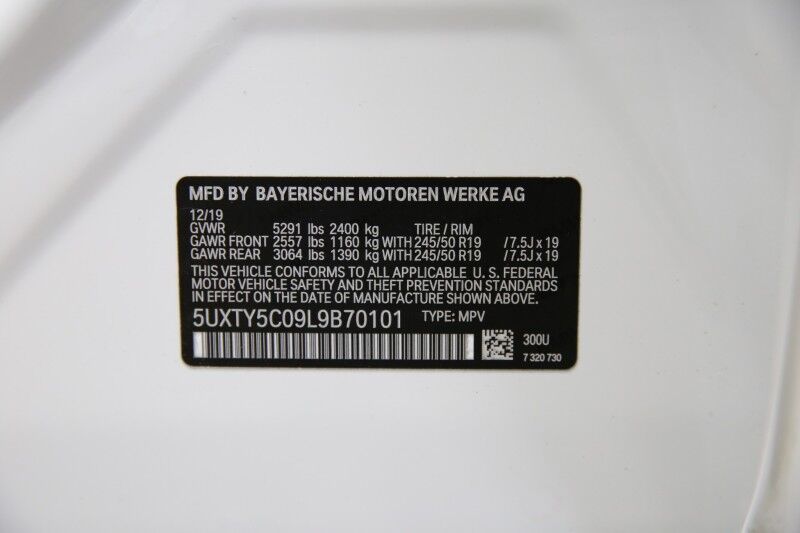 MFD BY BAYERISCHE MOTOREN WERKE AG
12/19
GVWR 5291 lbs 2400 kg TIRE / RIM
GAWR FRONT 2557 lbs 1160 kg WITH 245/50 R19 / 7.5J x 19
GAWR REAR 3064 lbs 1390 kg WITH 245/50 R19 / 7.5J x 19
THIS VEHICLE CONFORMS TO ALL APPLICABLE U. S. FEDERAL
MOTOR VEHICLE SAFETY AND THEFT PREVENTION STANDARDS
IN EFFECT ON THE DATE OF MANUFACTURE SHOWN ABOVE.
5UXTY5C09L9B70101 TYPE: MPV
300U
7 320 730